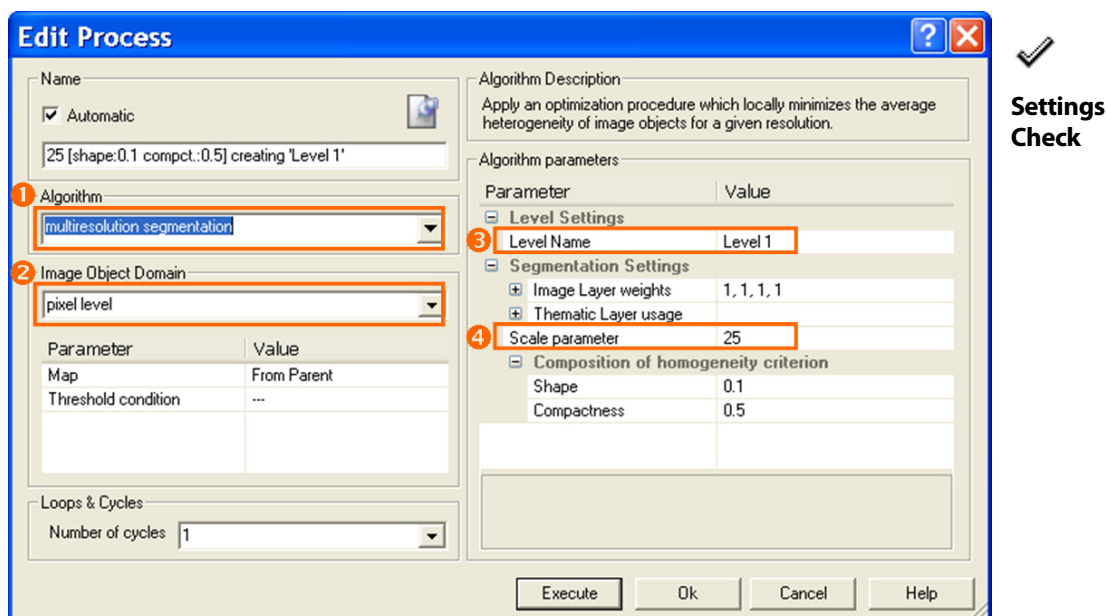 Edit Process
Name
Automatic
25 [shape:0.1 compct.:0.5] creating 'Level 1'
1 Algorithm
multiresolution segmentation
2 Image Object Domain
pixel level
Parameter Value
Map From Parent
Threshold condition ---
Loops & Cycles
Number of cycles 1
Algorithm Description
Apply an optimization procedure which locally minimizes the average
heterogeneity of image objects for a given resolution.
Algorithm parameters
Parameter Value
Level Settings
3 Level Name Level 1
Segmentation Settings
Image Layer weights 1, 1, 1, 1
Thematic Layer usage
4 Scale parameter 25
Composition of homogeneity criterion
Shape 0.1
Compactness 0.5
Execute Ok Cancel Help
Settings
Check